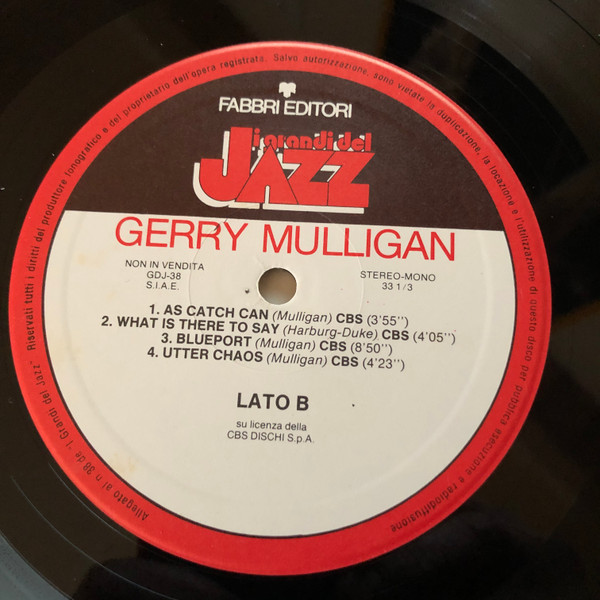 FABBRI EDITORI
i grandi del
JAZZ
GERRY MULLIGAN
NON IN VENDITA
GDJ-38
S.I.A.E.
STEREO-MONO
33 1/3
1. AS CATCH CAN (Mulligan) CBS (3'55'')
2. WHAT IS THERE TO SAY (Harburg-Duke) CBS (4'05'')
3. BLUEPORT (Mulligan) CBS (8'50'')
4. UTTER CHAOS (Mulligan) CBS (4'23'')
LATO B
su licenza della
CBS DISCHI S.p.A.
Allegato al n. 38 de "I Grandi del Jazz" Riservati tutti i diritti del produttore fonografico e del proprietario dell'opera registrata. Salvo autorizzazione, sono vietate la duplicazione, la locazione e l'utilizzazione di questo disco per pubblica esecuzione e radiodiffusione